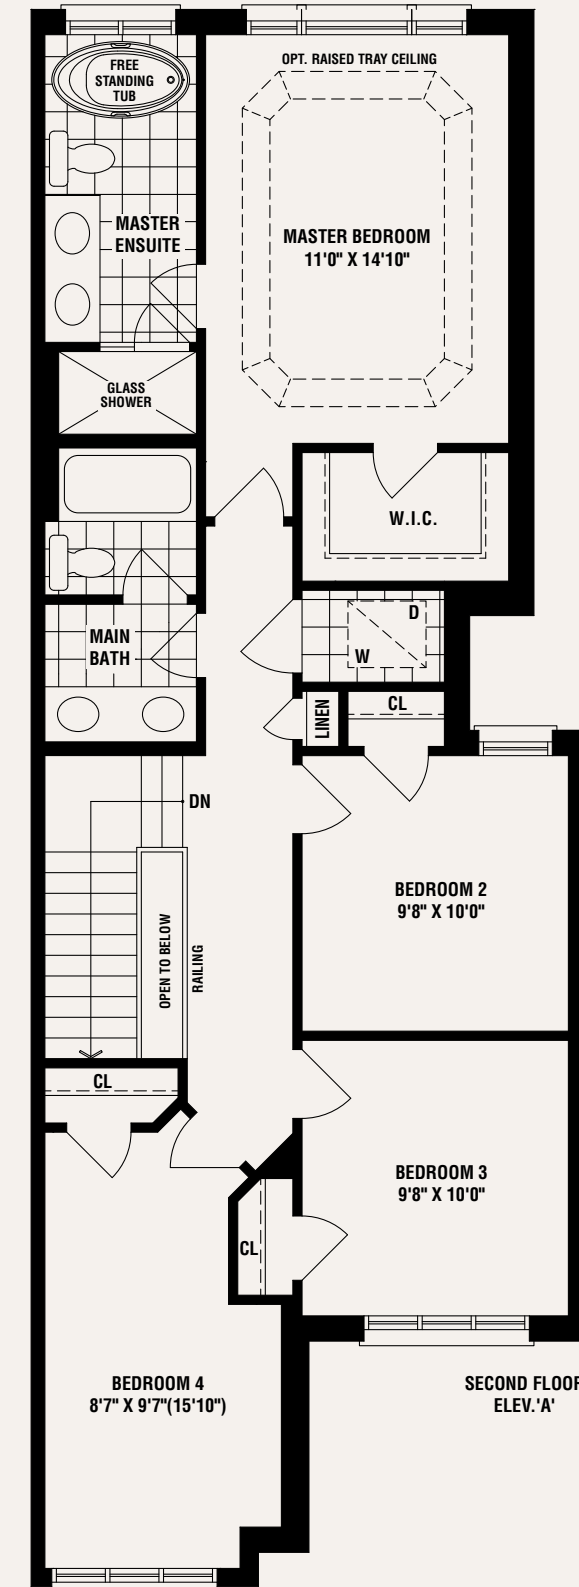 OPT. RAISED TRAY CEILING
FREE
STANDING
TUB
MASTER
ENSUITE
MASTER BEDROOM
11'0" X 14'10"
GLASS
SHOWER
W.I.C.
D
W
MAIN
BATH
LINEN
CL
DN
BEDROOM 2
9'8" X 10'0"
OPEN TO BELOW
RAILING
CL
BEDROOM 3
9'8" X 10'0"
CL
BEDROOM 4
8'7" X 9'7"(15'10")
SECOND FLOOR
ELEV.'A'